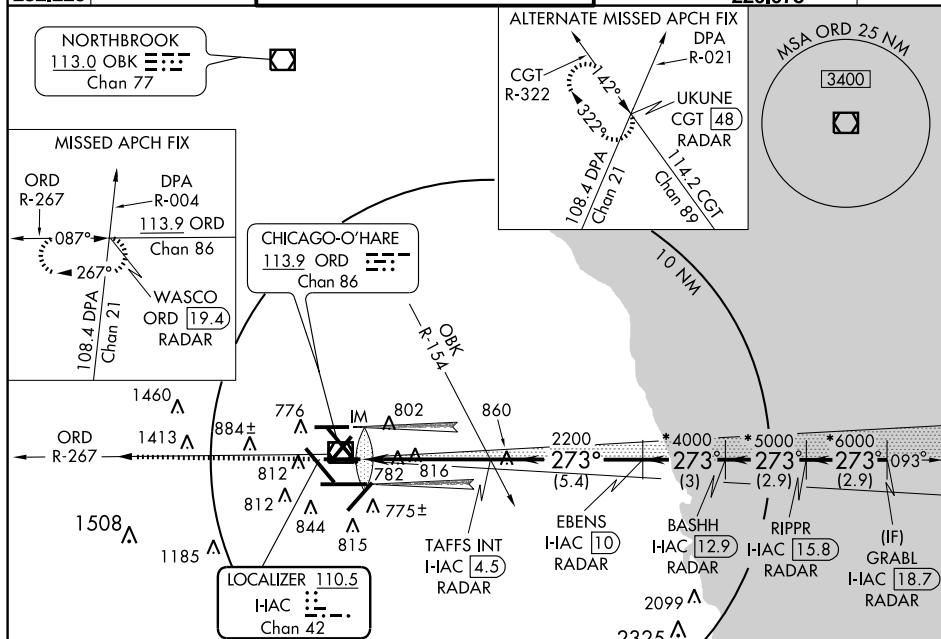 NORTHBROOK
113.0 OBK
Chan 77
ALTERNATE MISSED APCH FIX
DPA
R-021
CGT
R-322
142°
322°
UKUNE
CGT 48
RADAR
108.4 DPA
Chan 21
114.2 CGT
Chan 89
MSA ORD 25 NM
3400
MISSED APCH FIX
ORD
R-267
DPA
R-004
113.9 ORD
Chan 86
087°
267°
WASCO
ORD 19.4
RADAR
108.4 DPA
Chan 21
CHICAGO-O'HARE
113.9 ORD
Chan 86
10 NM
OBK
R-154
1460
1413
884±
776
IM
802
860
ORD
R-267
812
782
816
812
844
815
775±
1508
1185
2200
*4000
*5000
*6000
273°
273°
273°
273°
093°
(5.4)
(3)
(2.9)
(2.9)
TAFFS INT
I-IAC 4.5
RADAR
EBENS
I-IAC 10
RADAR
BASHH
I-IAC 12.9
RADAR
RIPPR
I-IAC 15.8
RADAR
(IF)
GRABL
I-IAC 18.7
RADAR
LOCALIZER 110.5
I-IAC
Chan 42
2099
2325